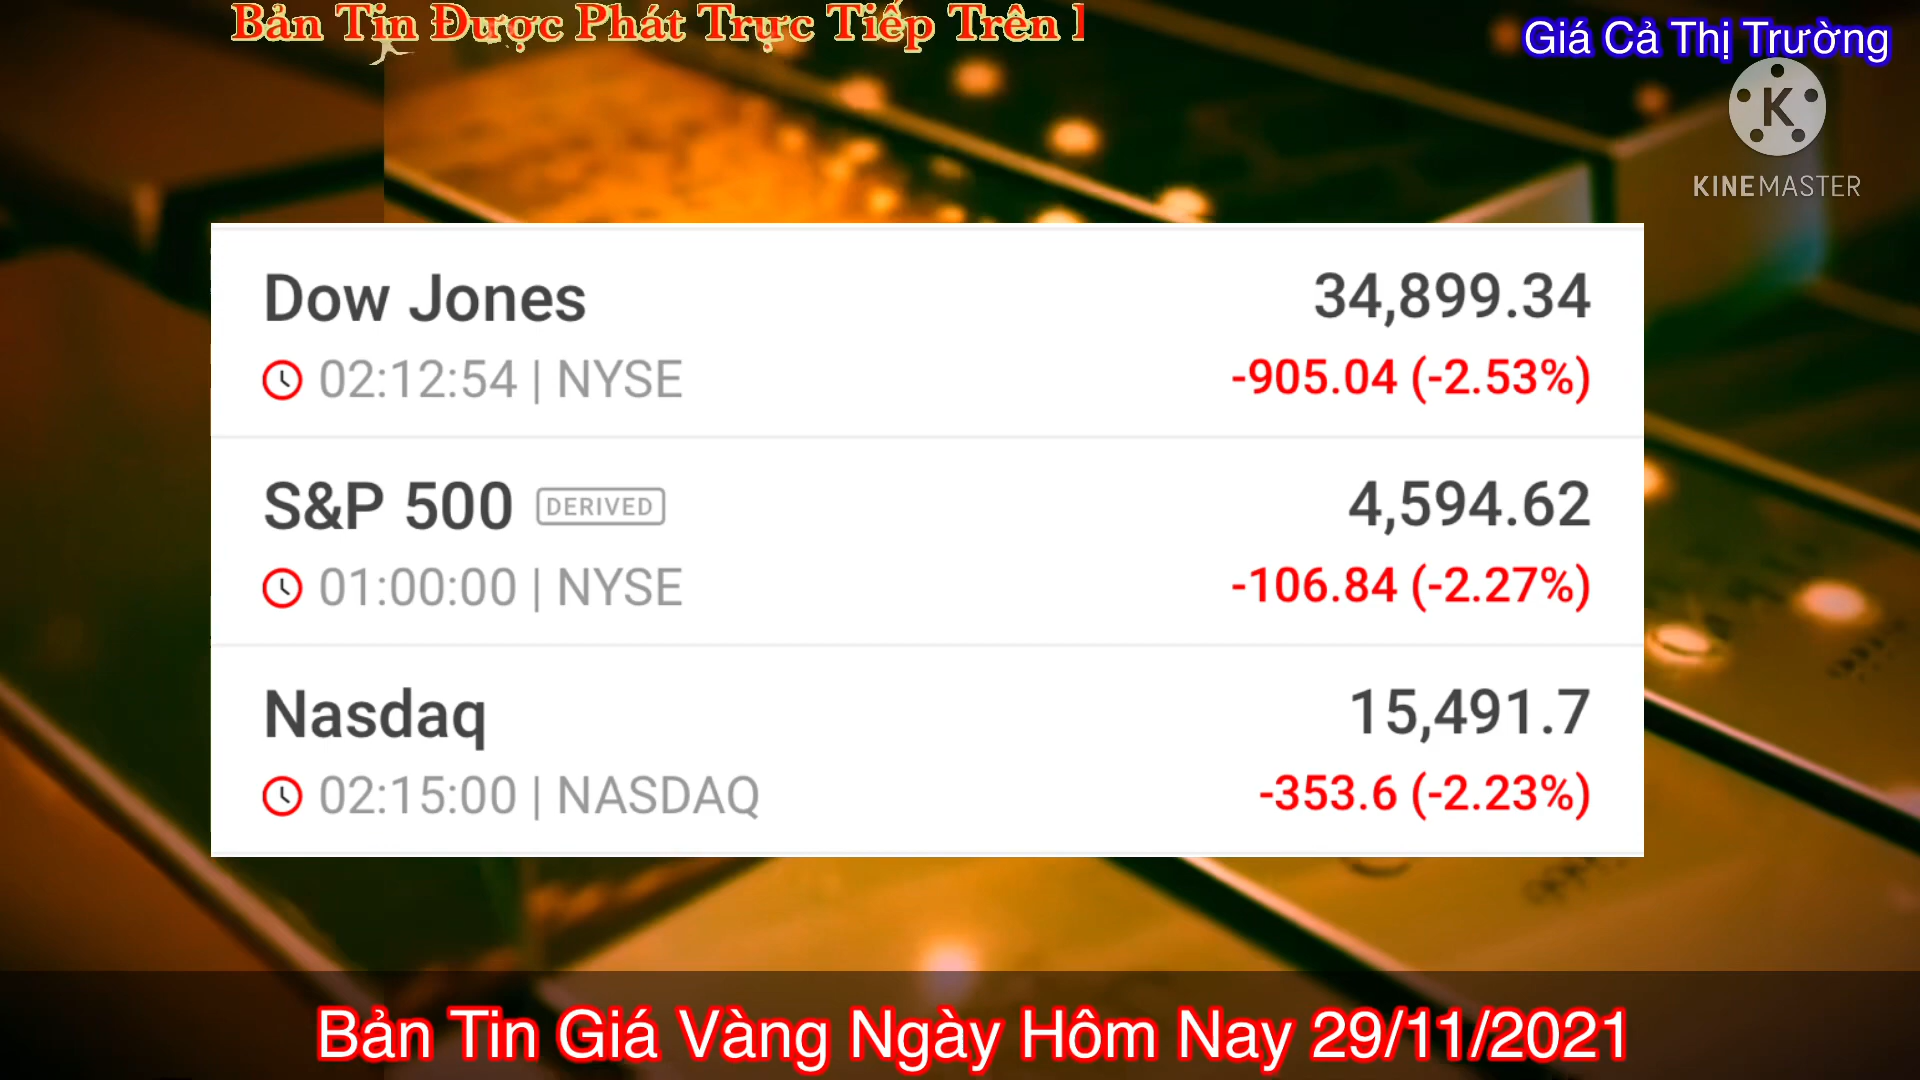 Bản Tin Được Phát Trực Tiếp Trên
Giá Cả Thị Trường
K
KINEMASTER
Dow Jones 34,899.34
02:12:54 | NYSE -905.04 (-2.53%)
S&P 500 DERIVED 4,594.62
01:00:00 | NYSE -106.84 (-2.27%)
Nasdaq 15,491.7
02:15:00 | NASDAQ -353.6 (-2.23%)
Bản Tin Giá Vàng Ngày Hôm Nay 29/11/2021